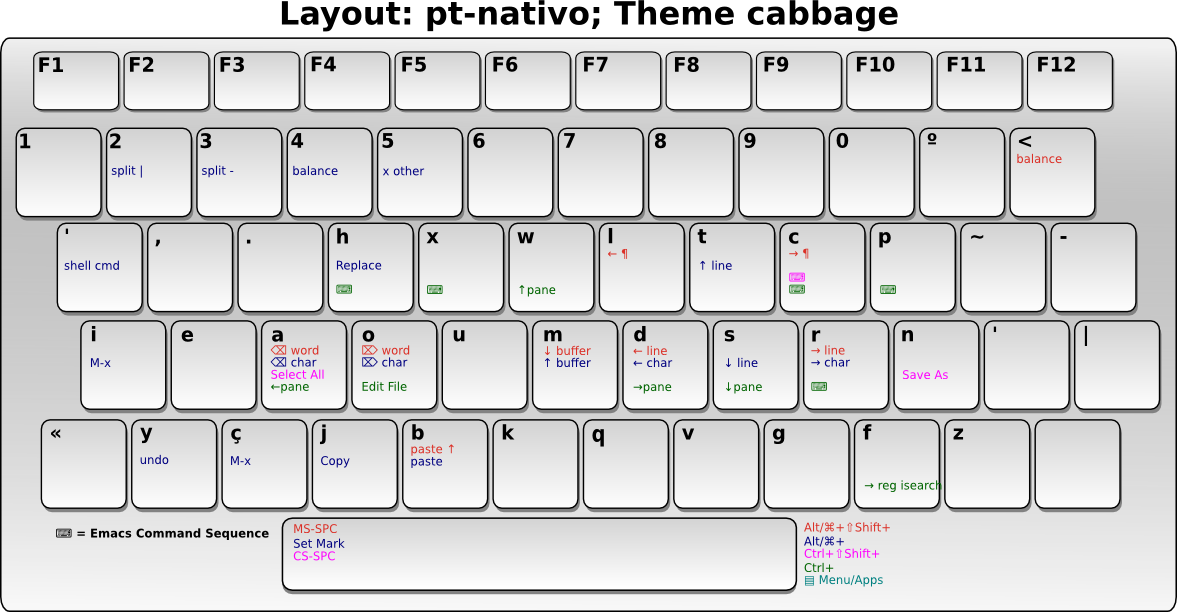 Layout: pt-nativo; Theme cabbage
F1 F2 F3 F4 F5 F6 F7 F8 F9 F10 F11 F12
1 2 3 4 5 6 7 8 9 0 º <
balance
split | split - balance x other
' , . h x w l t c p ~ -
← ¶ → ¶
shell cmd Replace ↑ line
⌨
⌨ ⌨ ↑pane ⌨ ⌨
i e a o u m d s r n ' |
⌫ word ⌦ word ↓ buffer ← line → line
M-x ⌫ char ⌦ char ↑ buffer ← char ↓ line → char
Select All Save As
←pane Edit File →pane ↓pane ⌨
« y ç j b k q v g f z
paste ↑
undo M-x Copy paste
→ reg isearch
⌨ = Emacs Command Sequence
MS-SPC
Set Mark
CS-SPC
Alt/⌘+⇧Shift+
Alt/⌘+
Ctrl+⇧Shift+
Ctrl+
▤ Menu/Apps